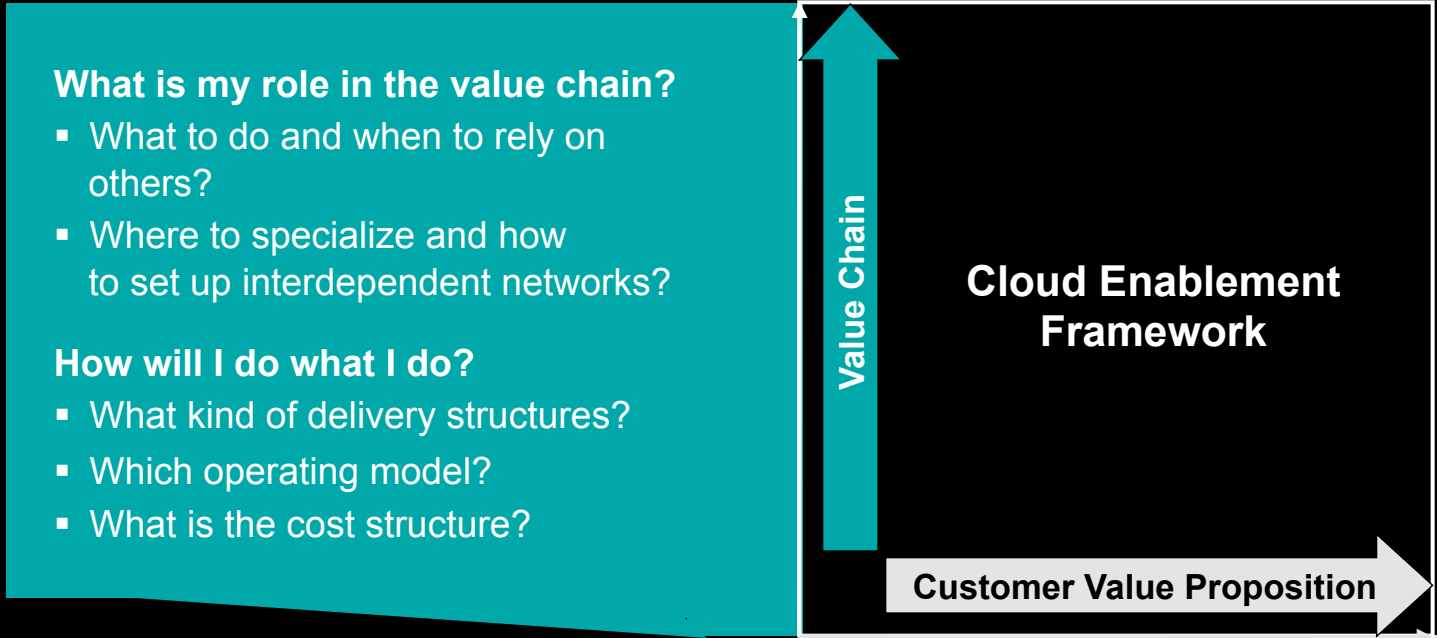 What is my role in the value chain?
▪ What to do and when to rely on
others?
▪ Where to specialize and how
to set up interdependent networks?
How will I do what I do?
▪ What kind of delivery structures?
▪ Which operating model?
▪ What is the cost structure?
Value Chain
Cloud Enablement
Framework
Customer Value Proposition